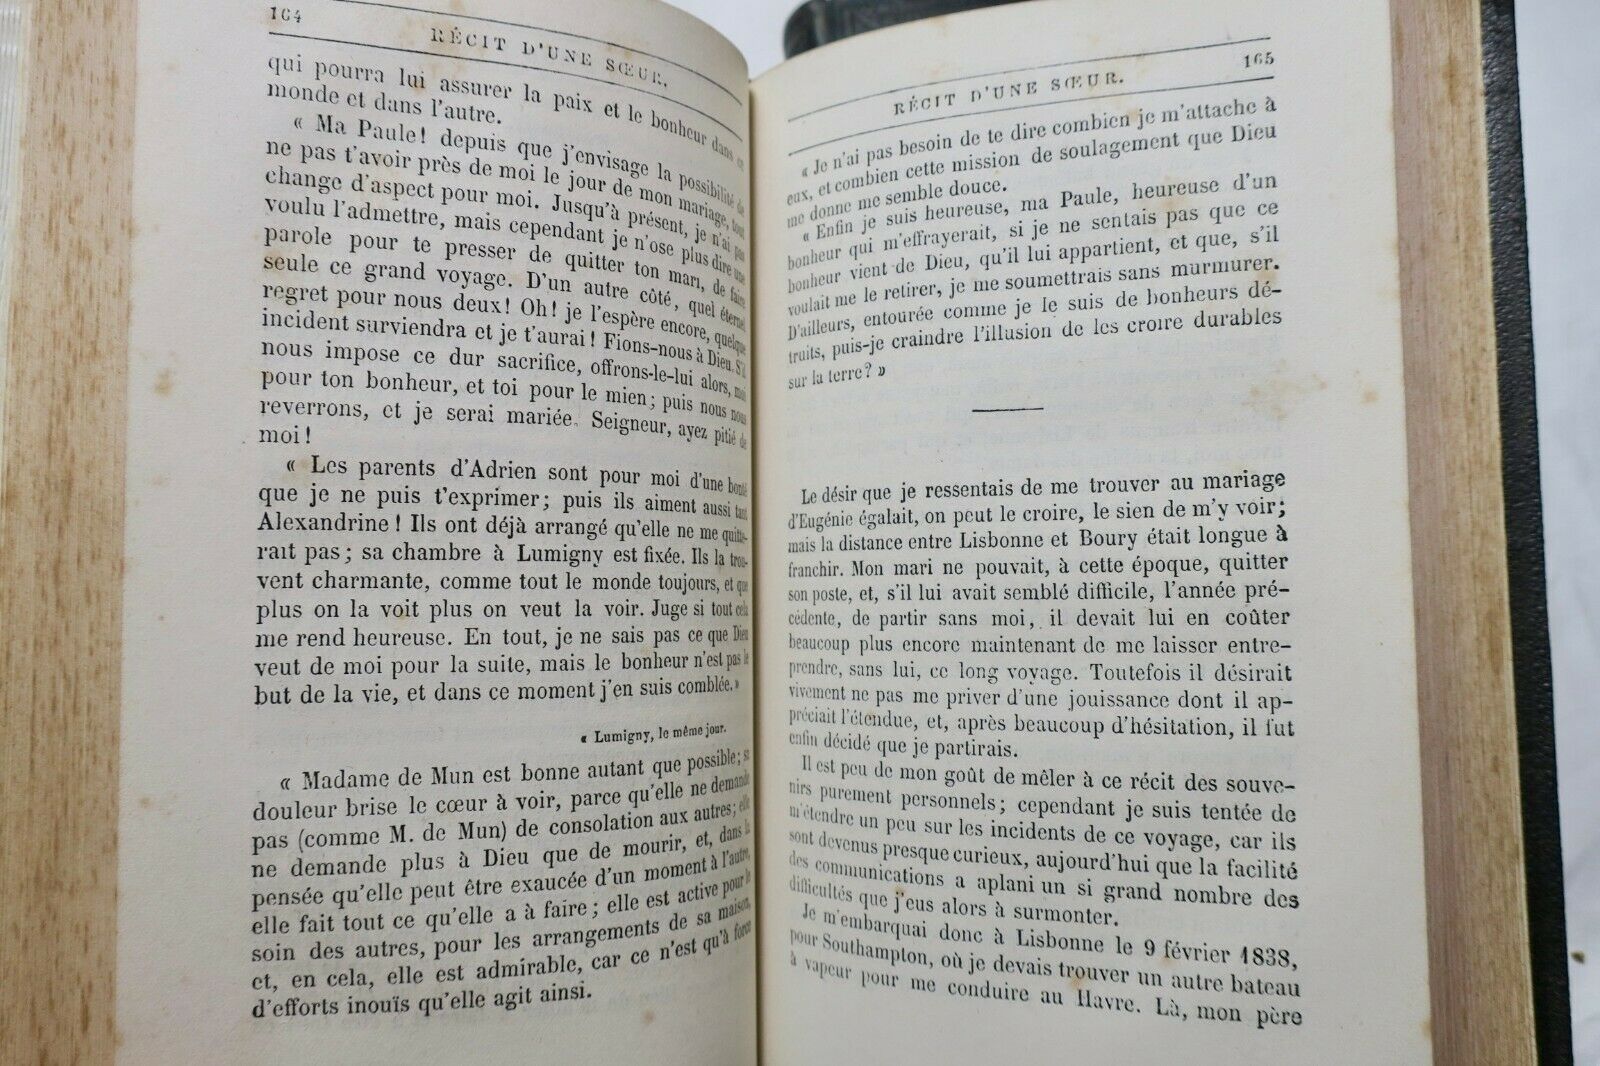 164
RÉCIT D'UNE SŒUR.
qui pourra lui assurer la paix et le bonheur dans ce
monde et dans l'autre.
« Ma Paule! depuis que j'envisage la possibilité de
ne pas t'avoir près de moi le jour de mon mariage, tout
change d'aspect pour moi. Jusqu'à présent, je n'ai pas
voulu l'admettre, mais cependant je n'ose plus dire une
parole pour te presser de quitter ton mari, de faire
seule ce grand voyage. D'un autre côté, quel éternel
regret pour nous deux! Oh! je l'espère encore, quelque
incident surviendra et je t'aurai! Fions-nous à Dieu. S'il
nous impose ce dur sacrifice, offrons-le-lui alors, moi
pour ton bonheur, et toi pour le mien; puis nous nous
reverrons, et je serai mariée. Seigneur, ayez pitié de
moi!
« Les parents d'Adrien sont pour moi d'une bonté
que je ne puis t'exprimer; puis ils aiment aussi tant
Alexandrine! Ils ont déjà arrangé qu'elle ne me quitte-
rait pas; sa chambre à Lumigny est fixée. Ils la trou-
vent charmante, comme tout le monde toujours, et que
plus on la voit plus on veut la voir. Juge si tout cela
me rend heureuse. En tout, je ne sais pas ce que Dieu
veut de moi pour la suite, mais le bonheur n'est pas le
but de la vie, et dans ce moment j'en suis comblée. »
« Lumigny, le même jour.
« Madame de Mun est bonne autant que possible; sa
douleur brise le cœur à voir, parce qu'elle ne demande
pas (comme M. de Mun) de consolation aux autres; elle
ne demande plus à Dieu que de mourir, et, dans la
pensée qu'elle peut être exaucée d'un moment à l'autre,
elle fait tout ce qu'elle a à faire; elle est active pour le
soin des autres, pour les arrangements de sa maison,
et, en cela, elle est admirable, car ce n'est qu'à force
d'efforts inouïs qu'elle agit ainsi.
RÉCIT D'UNE SŒUR.
165
« Je n'ai pas besoin de te dire combien je m'attache à
eux, et combien cette mission de soulagement que Dieu
me donne me semble douce.
« Enfin je suis heureuse, ma Paule, heureuse d'un
bonheur qui m'effrayerait, si je ne sentais pas que ce
bonheur vient de Dieu, qu'il lui appartient, et que, s'il
voulait me le retirer, je me soumettrais sans murmurer.
D'ailleurs, entourée comme je le suis de bonheurs dé-
truits, puis-je craindre l'illusion de les croire durables
sur la terre? »
Le désir que je ressentais de me trouver au mariage
d'Eugénie égalait, on peut le croire, le sien de m'y voir;
mais la distance entre Lisbonne et Boury était longue à
franchir. Mon mari ne pouvait, à cette époque, quitter
son poste, et, s'il lui avait semblé difficile, l'année pré-
cédente, de partir sans moi, il devait lui en coûter
beaucoup plus encore maintenant de me laisser entre-
prendre, sans lui, ce long voyage. Toutefois il désirait
vivement ne pas me priver d'une jouissance dont il ap-
préciait l'étendue, et, après beaucoup d'hésitation, il fut
enfin décidé que je partirais.
Il est peu de mon goût de mêler à ce récit des souve-
nirs purement personnels; cependant je suis tentée de
m'étendre un peu sur les incidents de ce voyage, car ils
sont devenus presque curieux, aujourd'hui que la facilité
des communications a aplani un si grand nombre des
difficultés que j'eus alors à surmonter.
Je m'embarquai donc à Lisbonne le 9 février 1838,
pour Southampton, où je devais trouver un autre bateau
à vapeur pour me conduire au Havre. Là, mon père